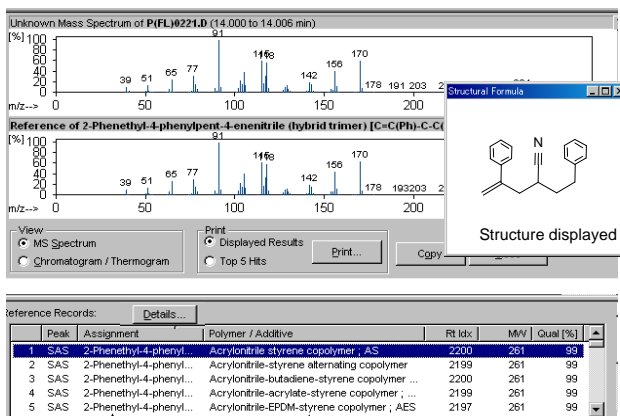 Unknown Mass Spectrum of P(FL)0221.D (14.000 to 14.006 min)
[%] 100
80
60
40
20
0
91
39 51 65 77 118 142 156 170 178 191 203
m/z--> 0 50 100 150 200
Reference of 2-Phenethyl-4-phenylpent-4-enenitrile (hybrid trimer) [C=C(Ph)-C-C(
[%] 100
80
60
40
20
0
91
39 51 65 77 118 142 156 170 178 193203
m/z--> 0 50 100 150 200
Structural Formula
N
Structure displayed
View
MS Spectrum
Chromatogram / Thermogram
Print
Displayed Results
Top 5 Hits
Print...
Copy
Reference Records: Details...
Peak Assignment Polymer / Additive Rt Idx MW Qual [%]
1 SAS 2-Phenethyl-4-phenyl... Acrylonitrile styrene copolymer ; AS 2200 261 99
2 SAS 2-Phenethyl-4-phenyl... Acrylonitrile-styrene alternating copolymer 2199 261 99
3 SAS 2-Phenethyl-4-phenyl... Acrylonitrile-butadiene-styrene copolymer ... 2200 261 99
4 SAS 2-Phenethyl-4-phenyl... Acrylonitrile-acrylate-styrene copolymer ; ... 2199 261 99
5 SAS 2-Phenethyl-4-phenyl... Acrylonitrile-EPDM-styrene copolymer ; AES 2197 261 99